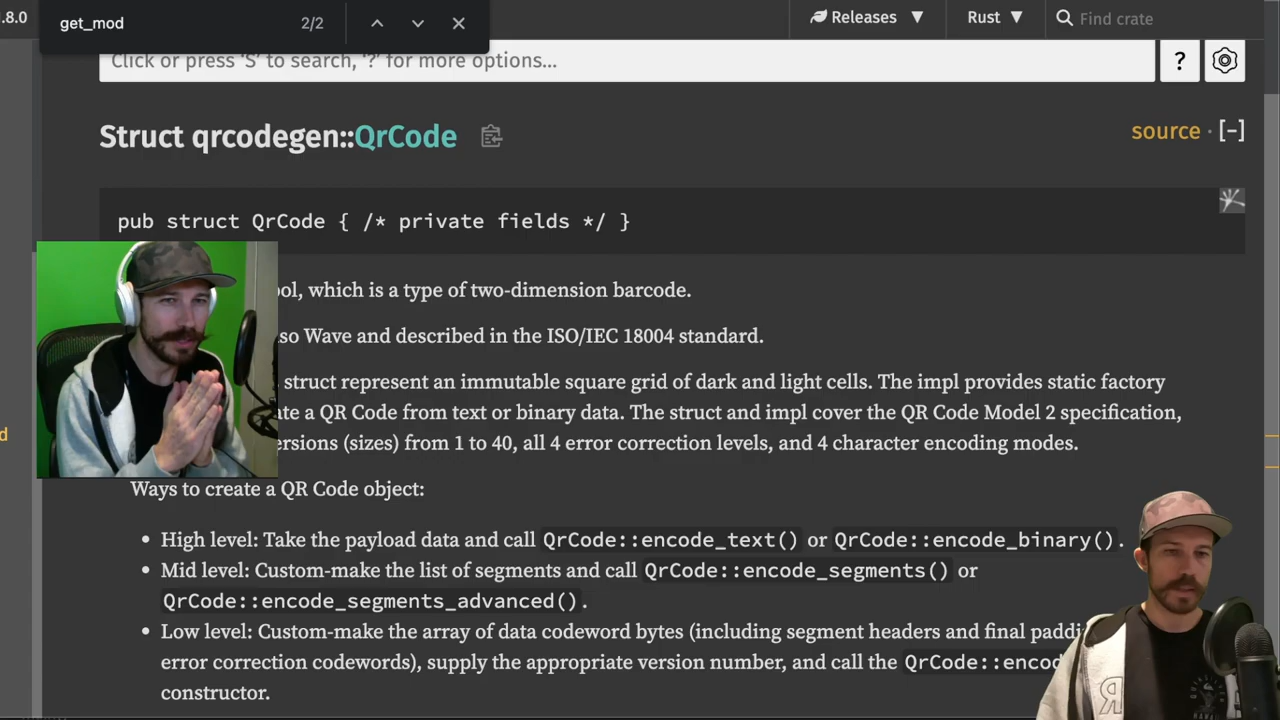 .8.0
get_mod
2/2
Releases ▼
Rust ▼
Find crate
Click or press ‘S’ to search, ‘?’ for more options…
?
Struct qrcodegen::QrCode
source · [-]
pub struct QrCode { /* private fields */ }
ol, which is a type of two-dimension barcode.
so Wave and described in the ISO/IEC 18004 standard.
struct represent an immutable square grid of dark and light cells. The impl provides static factory
te a QR Code from text or binary data. The struct and impl cover the QR Code Model 2 specification,
ersions (sizes) from 1 to 40, all 4 error correction levels, and 4 character encoding modes.
d
Ways to create a QR Code object:
• High level: Take the payload data and call QrCode::encode_text() or QrCode::encode_binary().
• Mid level: Custom-make the list of segments and call QrCode::encode_segments() or
QrCode::encode_segments_advanced().
• Low level: Custom-make the array of data codeword bytes (including segment headers and final paddi
error correction codewords), supply the appropriate version number, and call the QrCode::encod
constructor.